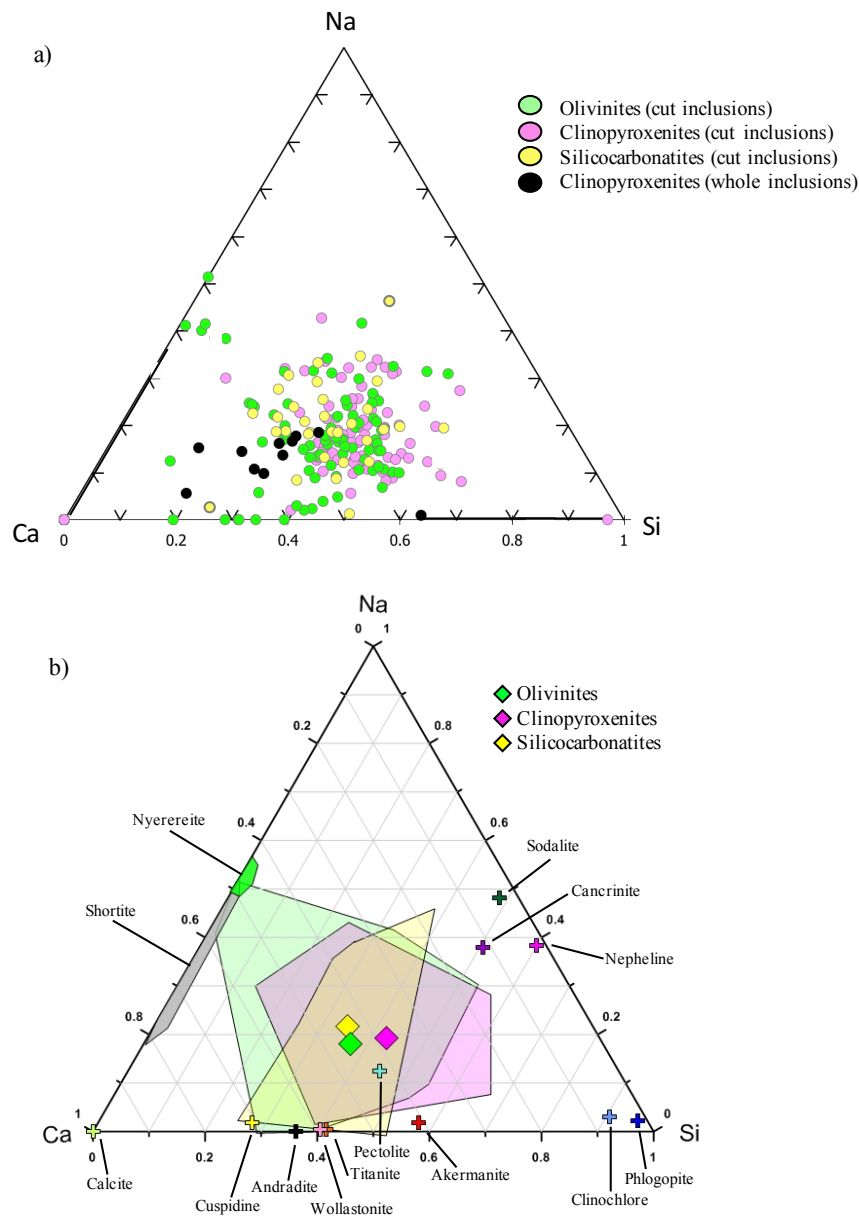 a)
Na
Olivinites (cut inclusions)
Clinopyroxenites (cut inclusions)
Silicocarbonatites (cut inclusions)
Clinopyroxenites (whole inclusions)
Ca
Si
0 0.2 0.4 0.6 0.8 1
b)
Na
0 1
Olivinites
Clinopyroxenites
Silicocarbonatites
0.2 0.8
Nyerereite
0.4 0.6
Sodalite
Cancrinite
Shortite
0.6 0.4
Nepheline
0.8 0.2
1 0
Ca
Si
0 0.2 0.4 0.6 0.8 1
Calcite
Cuspidine
Andradite
Wollastonite
Pectolite
Titanite
Akermanite
Clinochlore
Phlogopite